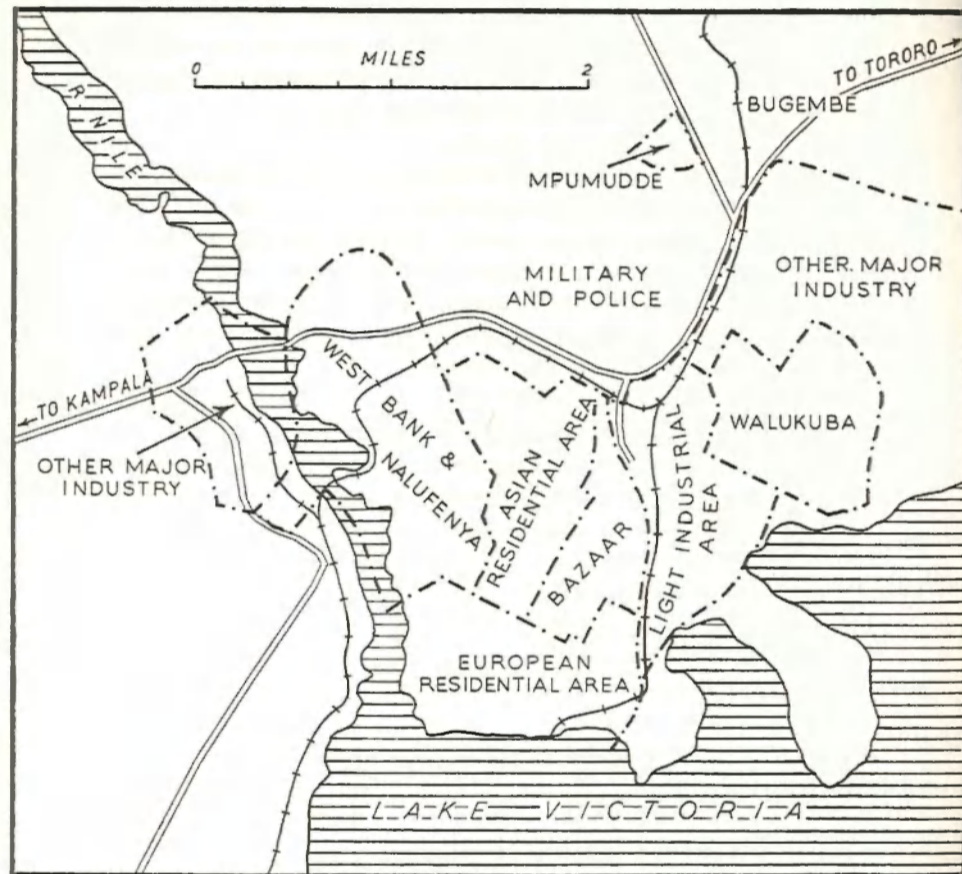 MILES
0 2
TO TORORO
BUGEMBE
R. NILE
MPUMUDDE
MILITARY
AND POLICE
OTHER. MAJOR
INDUSTRY
WEST
BANK &
NALUFENYA
TO KAMPALA
OTHER MAJOR
INDUSTRY
ASIAN
RESIDENTIAL AREA
BAZAAR
LIGHT INDUSTRIAL
AREA
WALUKUBA
EUROPEAN
RESIDENTIAL AREA
LAKE VICTORIA